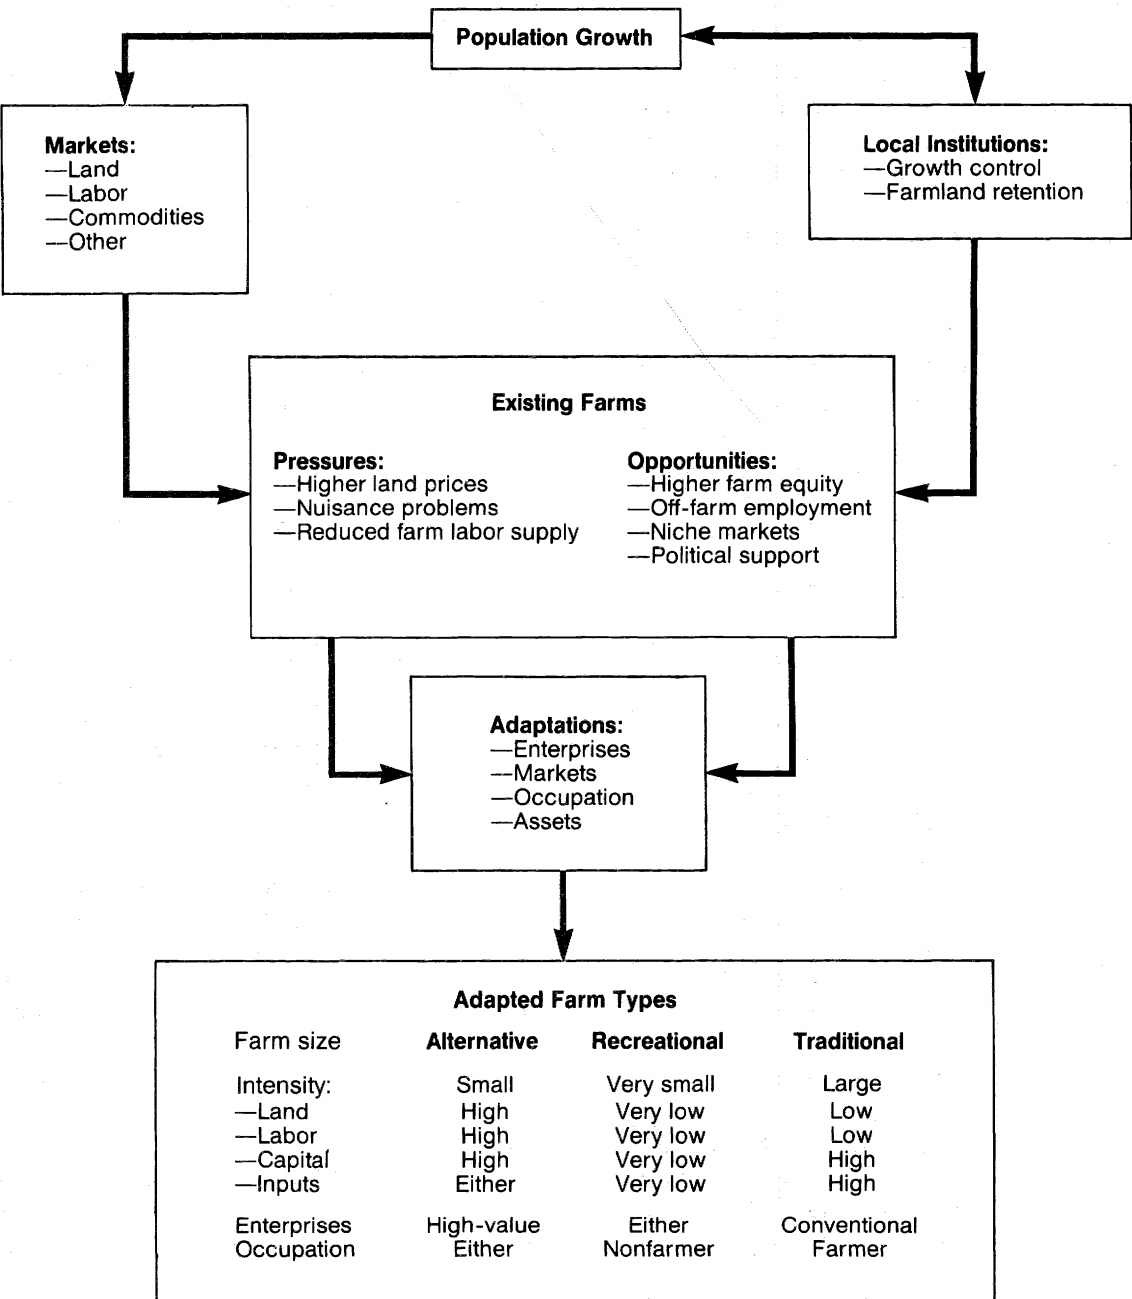 Population Growth
Markets:
—Land
—Labor
—Commodities
—Other
Local Institutions:
—Growth control
—Farmland retention
Existing Farms
Pressures:
—Higher land prices
—Nuisance problems
—Reduced farm labor supply
Opportunities:
—Higher farm equity
—Off-farm employment
—Niche markets
—Political support
Adaptations:
—Enterprises
—Markets
—Occupation
—Assets
Adapted Farm Types
Farm size Alternative Recreational Traditional
Intensity: Small Very small Large
—Land High Very low Low
—Labor High Very low Low
—Capital High Very low High
—Inputs Either Very low High
Enterprises High-value Either Conventional
Occupation Either Nonfarmer Farmer